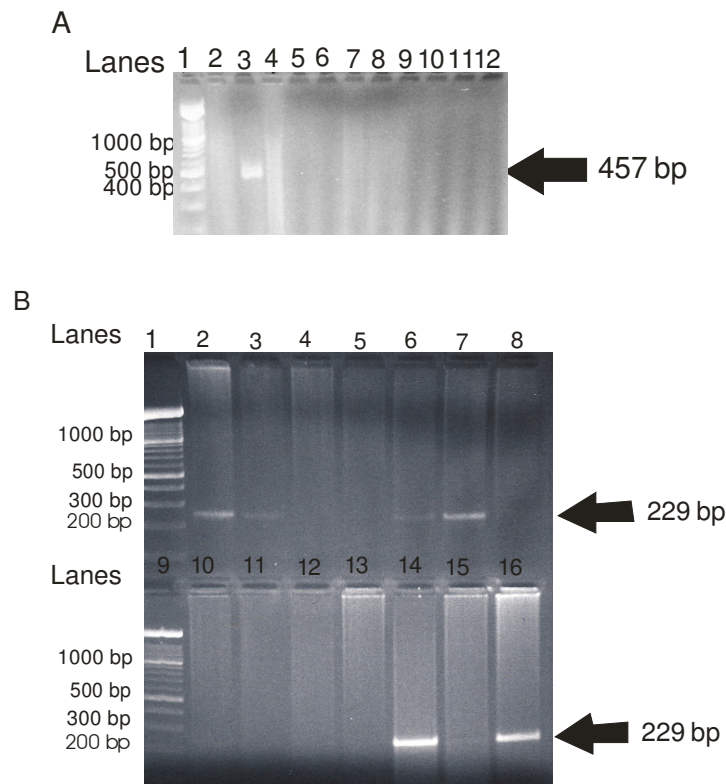 A
Lanes 1 2 3 4 5 6 7 8 9 10 11 12
1000 bp
500 bp
400 bp
457 bp
B
Lanes 1 2 3 4 5 6 7 8
1000 bp
500 bp
300 bp
200 bp
229 bp
Lanes 9 10 11 12 13 14 15 16
1000 bp
500 bp
300 bp
200 bp
229 bp